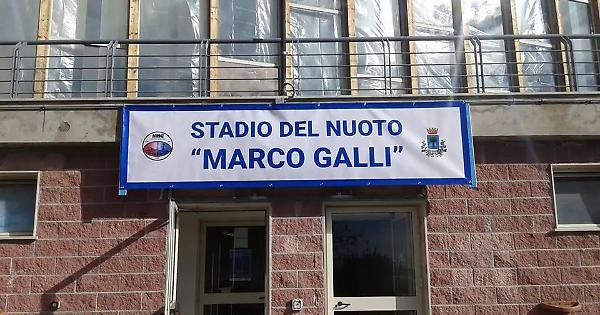 STADIO DEL NUOTO
“MARCO GALLI”